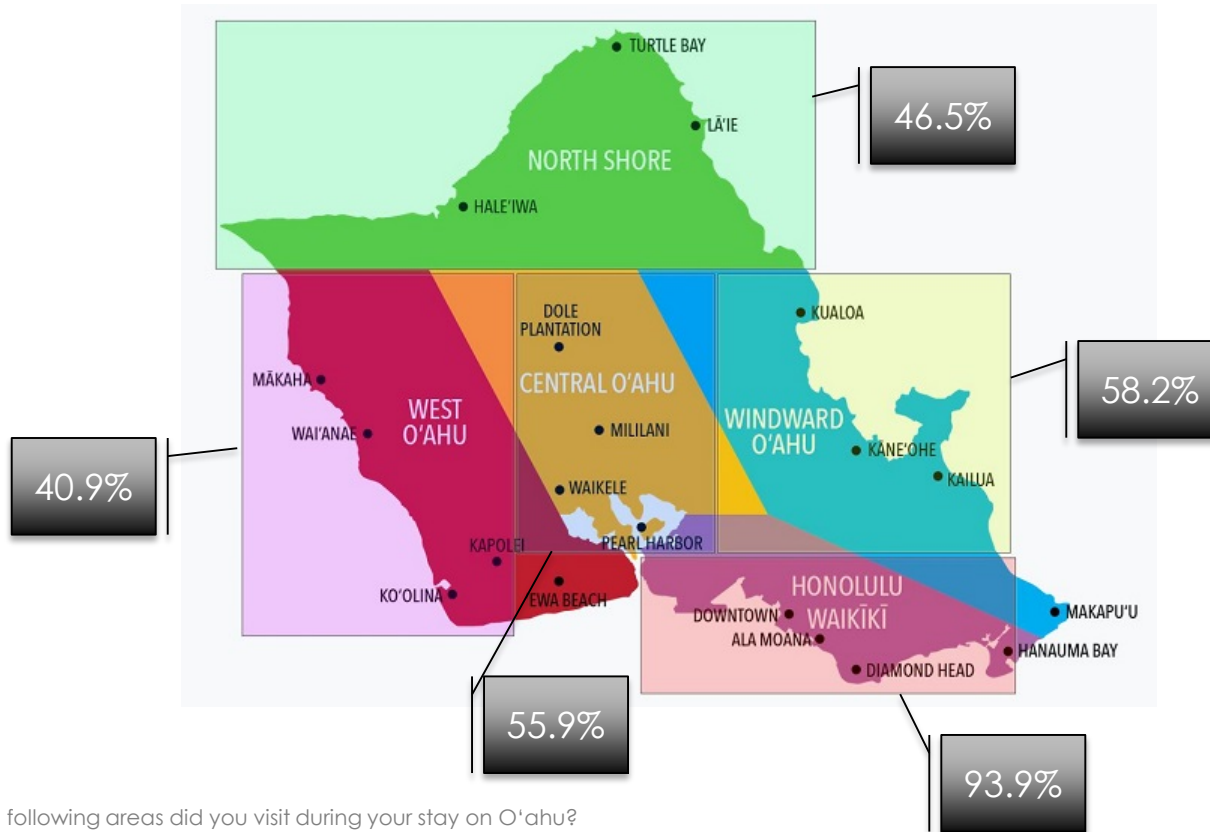 TURTLE BAY
46.5%
LĀ‘IE
NORTH SHORE
HALE‘IWA
DOLE
PLANTATION
KUALOA
MĀKAHA
CENTRAL O‘AHU
58.2%
WEST
O‘AHU
WINDWARD
O‘AHU
WAI‘ANAE
MILILANI
KĀNE‘OHE
KAILUA
40.9%
WAIKELE
PEARL HARBOR
KAPOLEI
KO‘OLINA
EWA BEACH
HONOLULU
WAIKĪKĪ
DOWNTOWN
ALA MOANA
MAKAPU‘U
HANAUMA BAY
DIAMOND HEAD
55.9%
93.9%
following areas did you visit during your stay on O‘ahu?